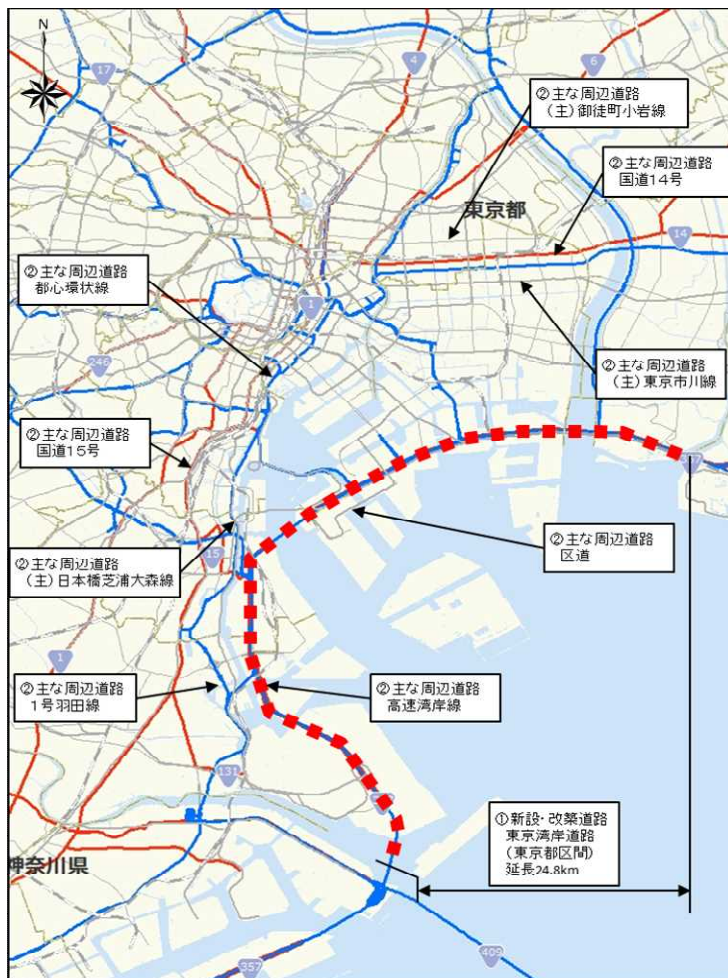 N
17
4
6
②主な周辺道路
(主)御徒町小岩線
②主な周辺道路
国道14号
東京都
14
②主な周辺道路
都心環状線
1
246
②主な周辺道路
(主)東京市川線
②主な周辺道路
国道15号
②主な周辺道路
(主)日本橋芝浦大森線
15
②主な周辺道路
区道
1
②主な周辺道路
1号羽田線
②主な周辺道路
高速湾岸線
131
①新設・改築道路
東京湾岸道路
(東京都区間)
延長24.8km
神奈川県
357
409